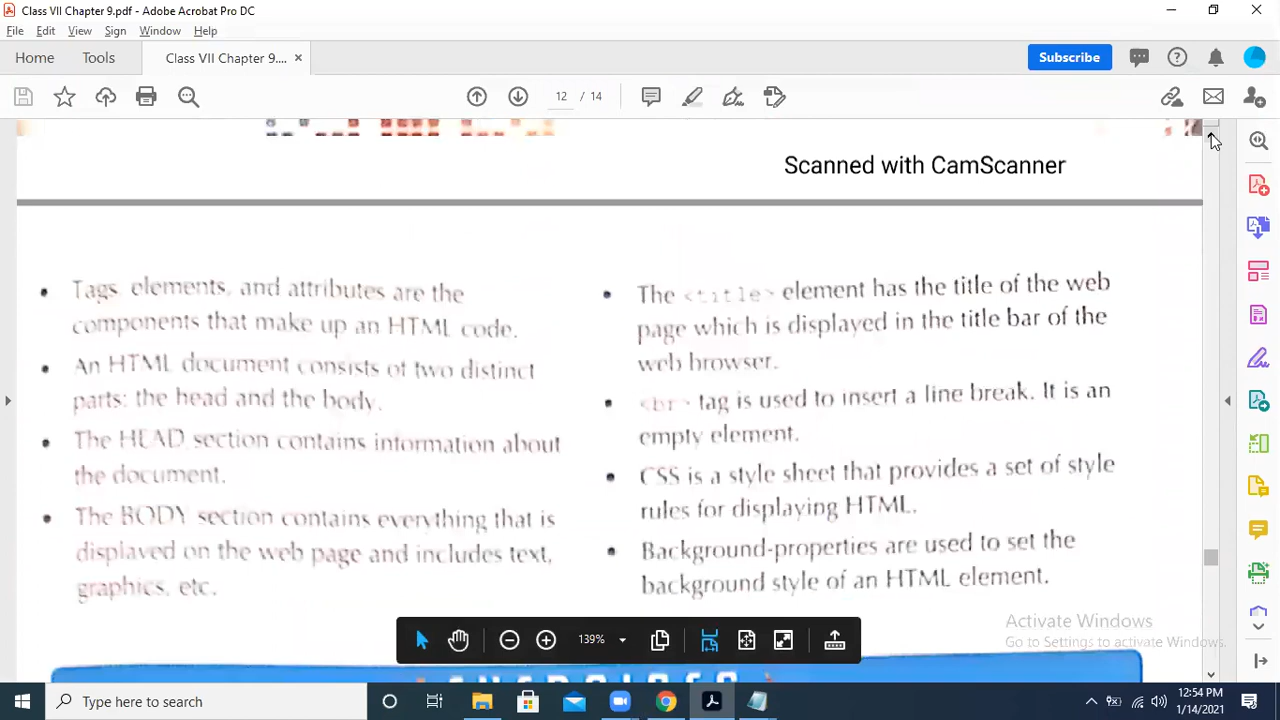 Class VII Chapter 9.pdf - Adobe Acrobat Pro DC
File Edit View Sign Window Help
Home Tools Class VII Chapter 9.... × Subscribe
12 / 14
Scanned with CamScanner
• Tags, elements, and attributes are the
components that make up an HTML code.
• An HTML document consists of two distinct
parts: the head and the body.
• The HEAD section contains information about
the document.
• The BODY section contains everything that is
displayed on the web page and includes text,
graphics, etc.
• The <title> element has the title of the web
page which is displayed in the title bar of the
web browser.
• <br> tag is used to insert a line break. It is an
empty element.
• CSS is a style sheet that provides a set of style
rules for displaying HTML.
• Background-properties are used to set the
background style of an HTML element.
139%
Activate Windows
Go to Settings to activate Windows.
Type here to search
12:54 PM
1/14/2021